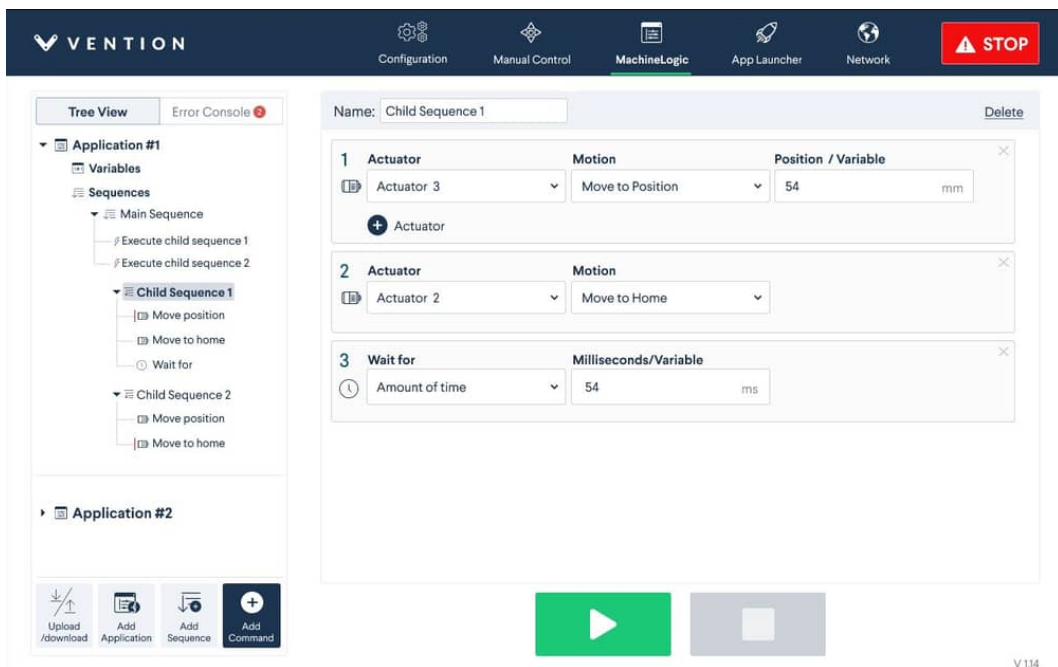 VENTION
Configuration
Manual Control
MachineLogic
App Launcher
Network
STOP
Tree View
Error Console 2
Application #1
Variables
Sequences
Main Sequence
Execute child sequence 1
Execute child sequence 2
Child Sequence 1
Move position
Move to home
Wait for
Child Sequence 2
Move position
Move to home
Application #2
Upload
/download
Add
Application
Add
Sequence
Add
Command
Name: Child Sequence 1
Delete
1 Actuator Motion Position / Variable
Actuator 3 Move to Position 54 mm
Actuator
2 Actuator Motion
Actuator 2 Move to Home
3 Wait for Milliseconds/Variable
Amount of time 54 ms
V 1.14